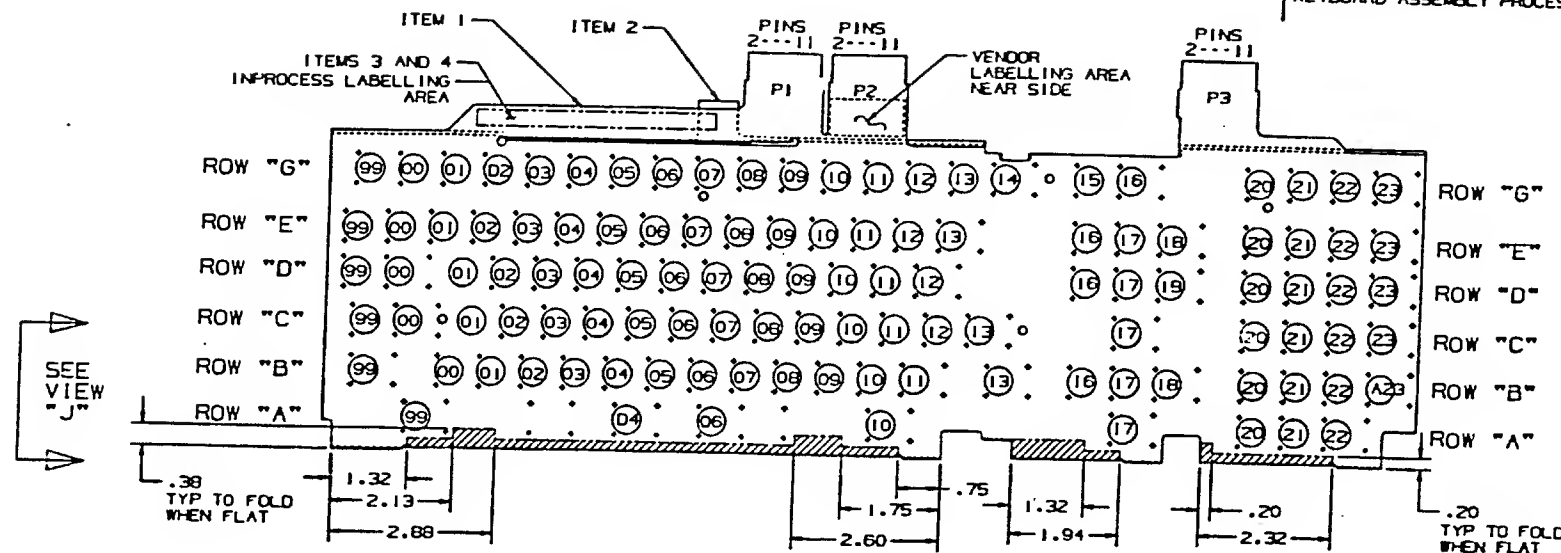 KEYBOARD ASSEMBLY PROCES
ITEM 1
ITEM 2
PINS
2---11
PINS
2---11
PINS
2---11
ITEMS 3 AND 4
INPROCESS LABELLING
AREA
P1
P2
VENDOR
LABELLING AREA
NEAR SIDE
P3
ROW "G" 99 00 01 02 03 04 05 06 07 08 09 10 11 12 13 14 15 16 20 21 22 23 ROW "G"
ROW "E" 99 00 01 02 03 04 05 06 07 08 09 10 11 12 13 16 17 18 20 21 22 23 ROW "E"
ROW "D" 99 00 01 02 03 04 05 06 07 08 09 10 11 12 16 17 19 20 21 22 23 ROW "D"
ROW "C" 99 00 01 02 03 04 05 06 07 08 09 10 11 12 13 17 20 21 22 23 ROW "C"
ROW "B" 99 00 01 02 03 04 05 06 07 08 09 10 11 13 16 17 18 20 21 22 A23 ROW "B"
ROW "A" 99 04 06 10 17 20 21 22 ROW "A"
SEE
VIEW
"J"
.38
TYP TO FOLD
WHEN FLAT
1.32
2.13
2.88
.75
1.75
2.60
1.32
1.94
.20
2.32
.20
TYP TO FOLD
WHEN FLAT